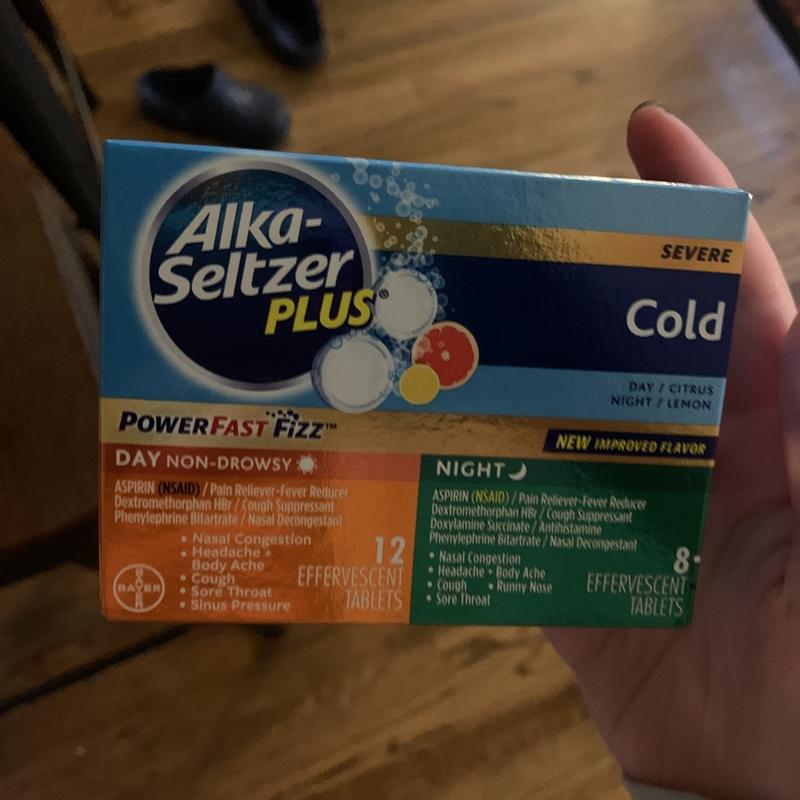 Alka-
Seltzer
PLUS®
SEVERE
Cold
DAY / CITRUS
NIGHT / LEMON
POWERFAST FIZZ™
NEW IMPROVED FLAVOR
DAY NON-DROWSY
ASPIRIN (NSAID) / Pain Reliever-Fever Reducer
Dextromethorphan HBr / Cough Suppressant
Phenylephrine Bitartrate / Nasal Decongestant
• Nasal Congestion
• Headache +
Body Ache
• Cough
• Sore Throat
• Sinus Pressure
12
EFFERVESCENT
TABLETS
BAYER
BAYER
NIGHT
ASPIRIN (NSAID) / Pain Reliever-Fever Reducer
Dextromethorphan HBr / Cough Suppressant
Doxylamine Succinate / Antihistamine
Phenylephrine Bitartrate / Nasal Decongestant
• Nasal Congestion
• Headache + Body Ache
• Cough • Runny Nose
• Sore Throat
8
EFFERVESCENT
TABLETS